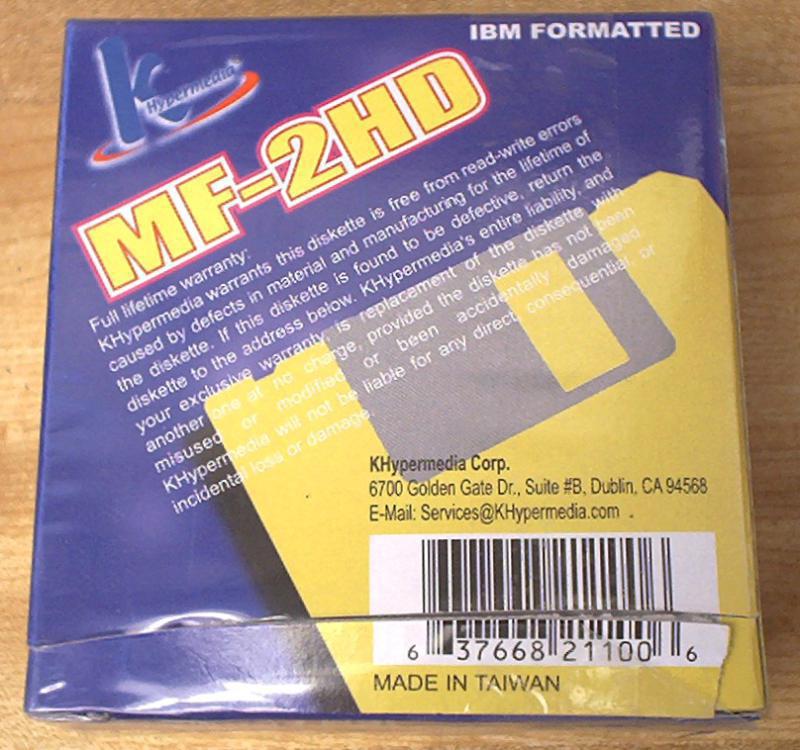 IBM FORMATTED
K
Hypermedia
MF-2HD
Full lifetime warranty:
KHypermedia warrants this diskette is free from read-write errors
caused by defects in material and manufacturing for the lifetime of
the diskette. If this diskette is found to be defective, return the
diskette to the address below. KHypermedia's entire liability, and
your exclusive warranty, is replacement of the diskette with
another one at no charge, provided the diskette has not been
misused or modified or been accidentally damaged
KHypermedia will not be liable for any direct consequential or
incidental loss or damage.
KHypermedia Corp.
6700 Golden Gate Dr., Suite #B, Dublin, CA 94568
E-Mail: Services@KHypermedia.com .
6 37668 21100 6
MADE IN TAIWAN